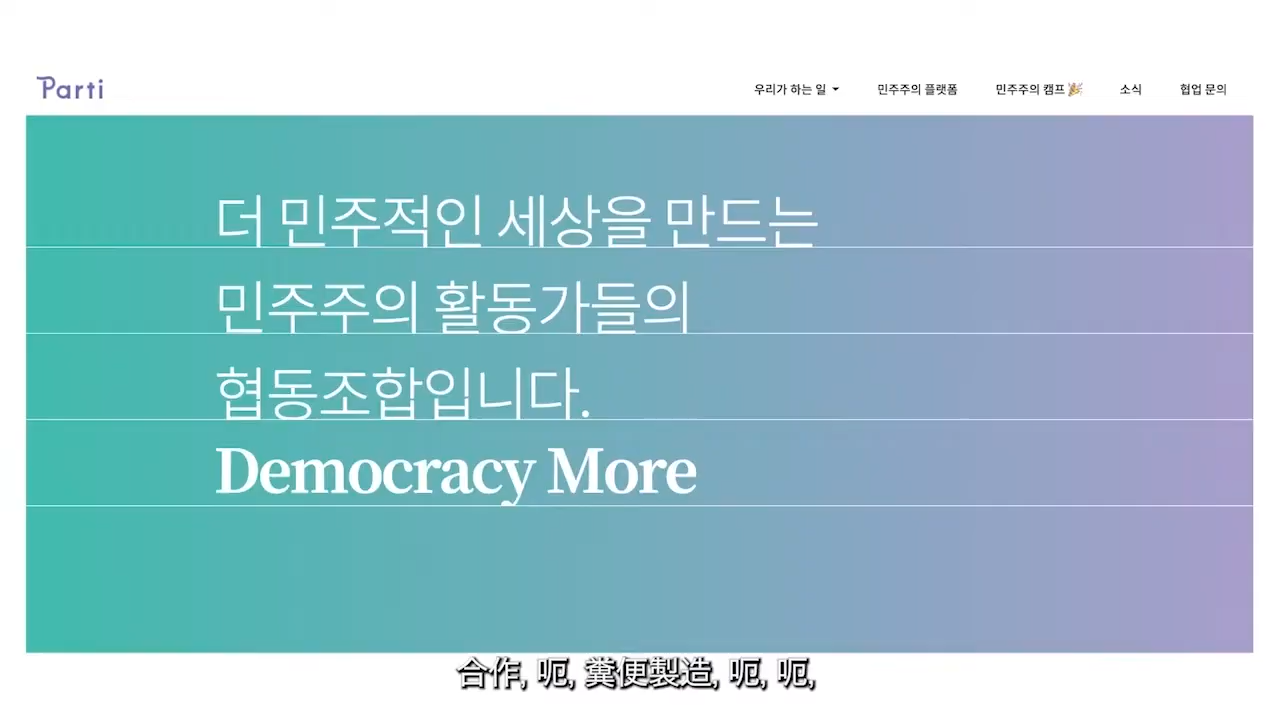 Parti
우리가 하는 일
민주주의 플랫폼
민주주의 캠프🎉
소식
협업 문의
더 민주적인 세상을 만드는
민주주의 활동가들의
협동조합입니다.
Democracy More
合作, 呃, 糞便製造, 呃, 呃,